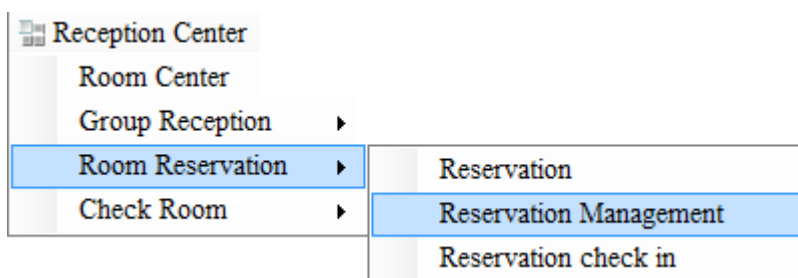 Reception Center
Room Center
Group Reception
Room Reservation
Check Room
Reservation
Reservation Management
Reservation check in